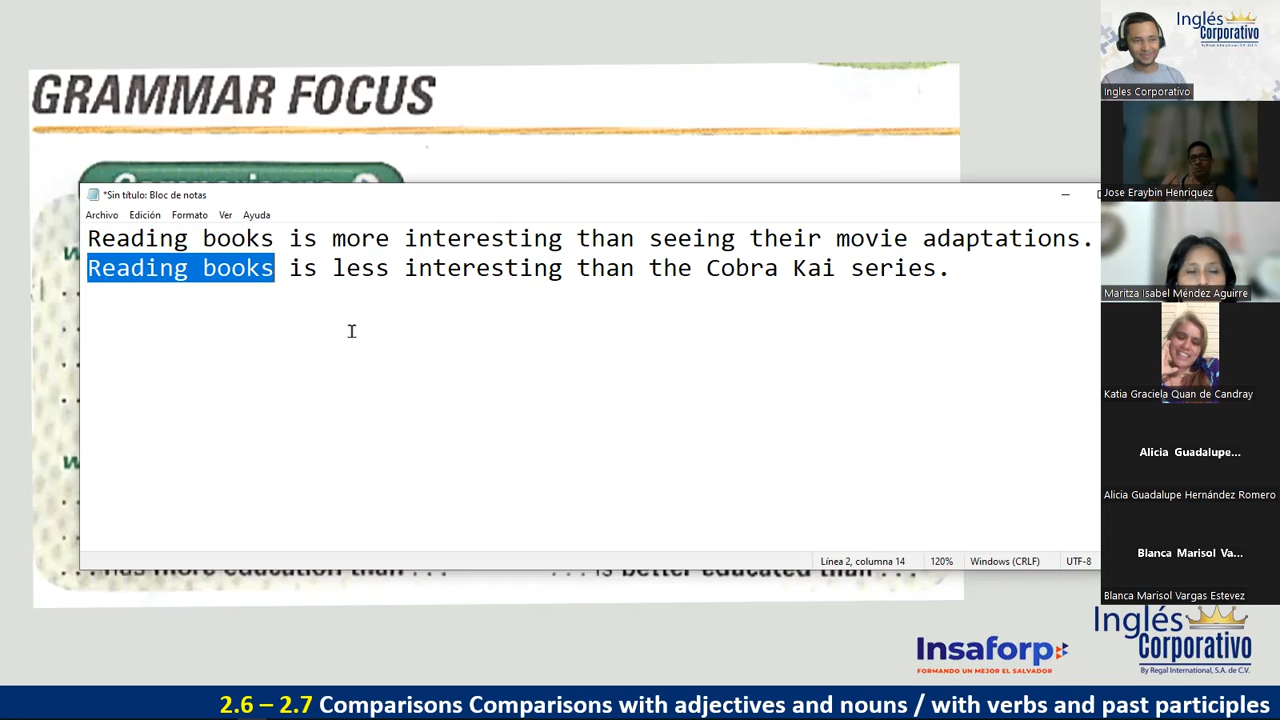 GRAMMAR FOCUS
*Sin título: Bloc de notas
Archivo Edición Formato Ver Ayuda
Reading books is more interesting than seeing their movie adaptations.
Reading books is less interesting than the Cobra Kai series.
Línea 2, columna 14 120% Windows (CRLF) UTF-8
Inglés
Corporativo
By Regal International, S.A. de C.V.
Ingles Corporativo
Jose Eraybin Henriquez
Maritza Isabel Méndez Aguirre
Katia Graciela Quan de Candray
Alicia Guadalupe...
Alicia Guadalupe Hernández Romero
Blanca Marisol Va...
Blanca Marisol Vargas Estevez
Insaforp
FORMANDO UN MEJOR EL SALVADOR
Inglés
Corporativo
By Regal International, S.A. de C.V.
2.6 – 2.7 Comparisons Comparisons with adjectives and nouns / with verbs and past participles